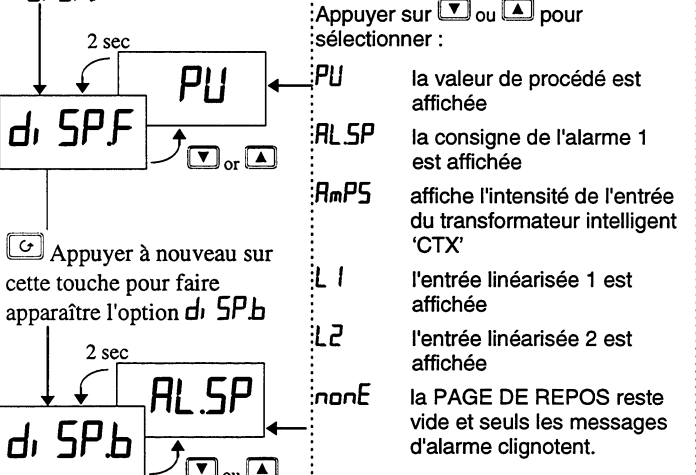 2 sec
PV
di SP.F
or
Appuyer à nouveau sur
cette touche pour faire
apparaître l'option di SP.b
2 sec
AL.SP
di SP.b
ou
Appuyer sur ou pour
sélectionner :
PV la valeur de procédé est
affichée
AL.SP la consigne de l'alarme 1
est affichée
AmPS affiche l'intensité de l'entrée
du transformateur intelligent
'CTX'
L 1 l'entrée linéarisée 1 est
affichée
L2 l'entrée linéarisée 2 est
affichée
nonE la PAGE DE REPOS reste
vide et seuls les messages
d'alarme clignotent.